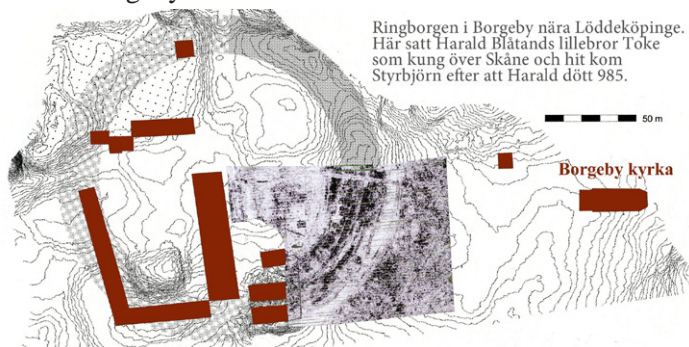 Ringborgen i Borgeby nära Löddeköpinge.
Här satt Harald Blåtands lillebror Toke
som kung över Skåne och hit kom
Styrbjörn efter att Harald dött 985.
50 m
Borgeby kyrka